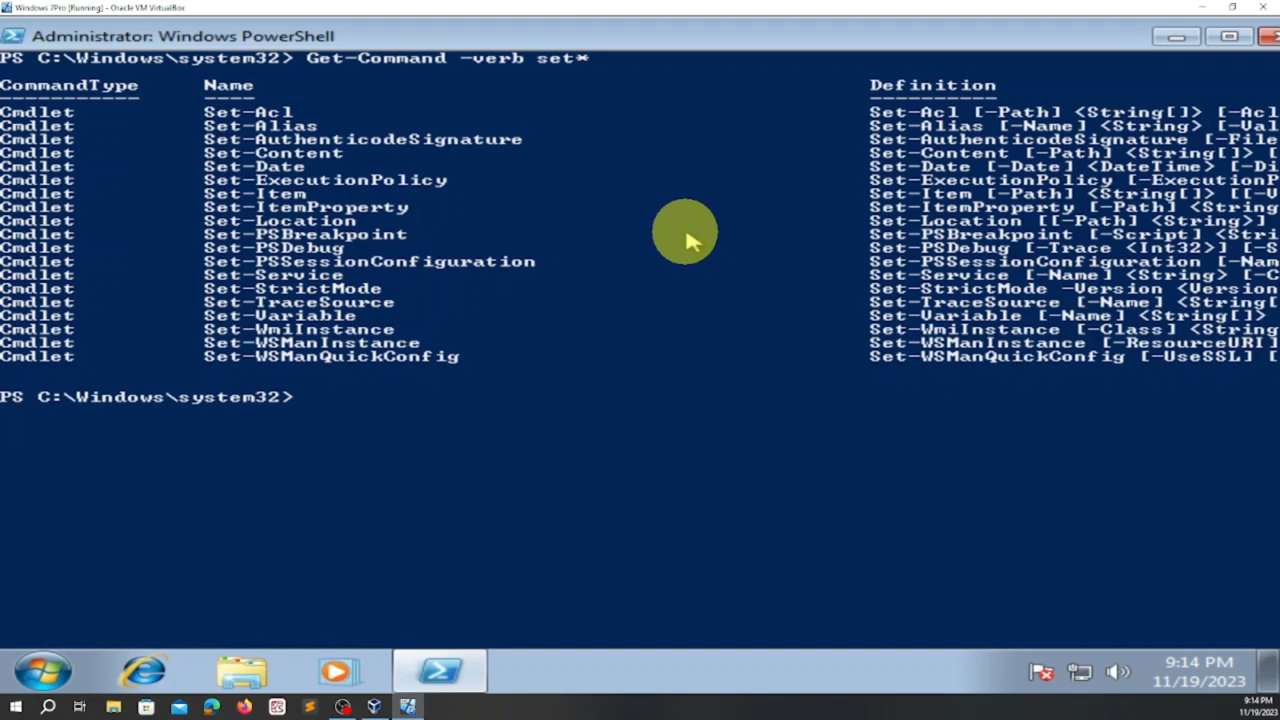 Windows 7Pro [Running] - Oracle VM VirtualBox
Administrator: Windows PowerShell
PS C:\Windows\system32> Get-Command -verb set*
CommandType Name Definition
----------- ---- ----------
Cmdlet Set-Acl Set-Acl [-Path] <String[]> [-Acl
Cmdlet Set-Alias Set-Alias [-Name] <String> [-Val
Cmdlet Set-AuthenticodeSignature Set-AuthenticodeSignature [-File
Cmdlet Set-Content Set-Content [-Path] <String[]> [
Cmdlet Set-Date Set-Date [-Date] <DateTime> [-Di
Cmdlet Set-ExecutionPolicy Set-ExecutionPolicy [-ExecutionP
Cmdlet Set-Item Set-Item [-Path] <String[]> [[-V
Cmdlet Set-ItemProperty Set-ItemProperty [-Path] <String
Cmdlet Set-Location Set-Location [[-Path] <String>]
Cmdlet Set-PSBreakpoint Set-PSBreakpoint [-Script] <Stri
Cmdlet Set-PSDebug Set-PSDebug [-Trace <Int32>] [-S
Cmdlet Set-PSSessionConfiguration Set-PSSessionConfiguration [-Nam
Cmdlet Set-Service Set-Service [-Name] <String> [-C
Cmdlet Set-StrictMode Set-StrictMode -Version <Version
Cmdlet Set-TraceSource Set-TraceSource [-Name] <String[
Cmdlet Set-Variable Set-Variable [-Name] <String[]>
Cmdlet Set-WmiInstance Set-WmiInstance [-Class] <String
Cmdlet Set-WSManInstance Set-WSManInstance [-ResourceURI]
Cmdlet Set-WSManQuickConfig Set-WSManQuickConfig [-UseSSL] [
PS C:\Windows\system32>
9:14 PM
11/19/2023
9:14 PM
11/19/2023